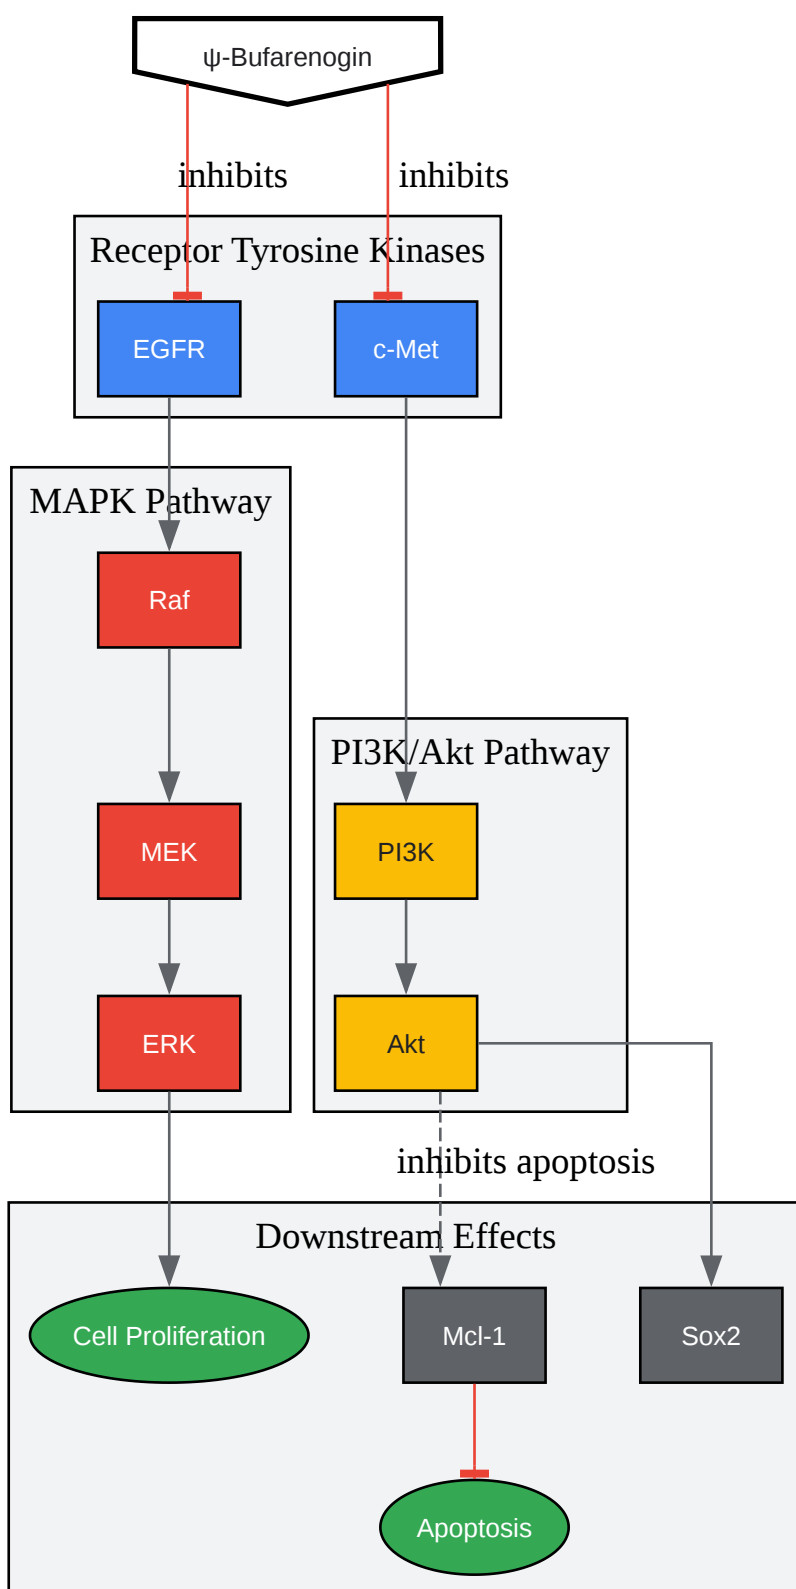 ψ-Bufarenogin
inhibits
inhibits
Receptor Tyrosine Kinases
EGFR
c-Met
MAPK Pathway
Raf
PI3K/Akt Pathway
MEK
PI3K
ERK
Akt
inhibits apoptosis
Downstream Effects
Cell Proliferation
Mcl-1
Sox2
Apoptosis